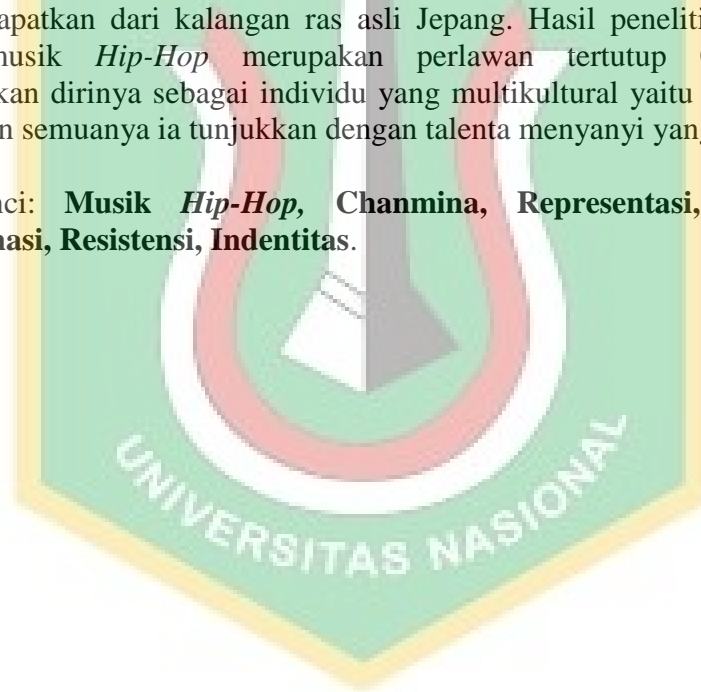 apatkan dari kalangan ras asli Jepang. Hasil peneliti
musik Hip-Hop merupakan perlawan tertutup
kan dirinya sebagai individu yang multikultural yaitu
n semuanya ia tunjukkan dengan talenta menyanyi yang
nci: Musik Hip-Hop, Chanmina, Representasi,
nasi, Resistensi, Indentitas.
UNIVERSITAS NASIONAL